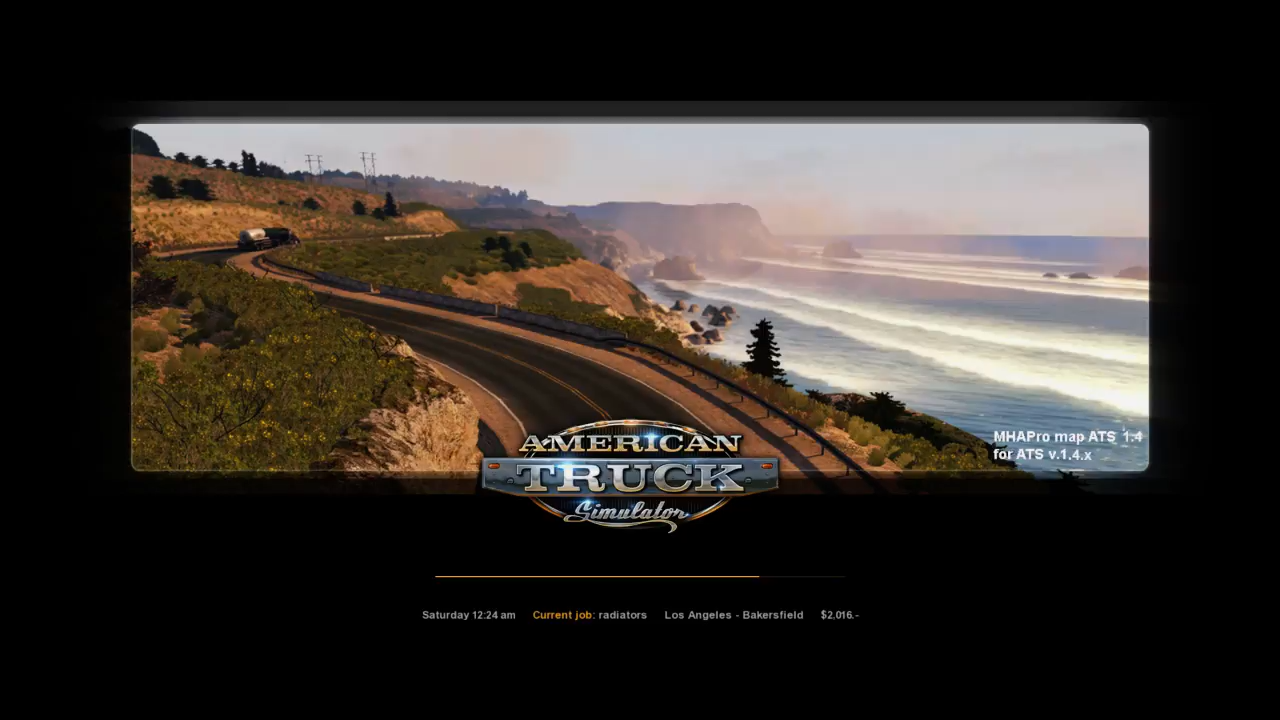 MHAPro map ATS 1.4
for ATS v.1.4.x
AMERICAN
TRUCK
Simulator
Saturday 12:24 am Current job: radiators Los Angeles - Bakersfield $2,016.-